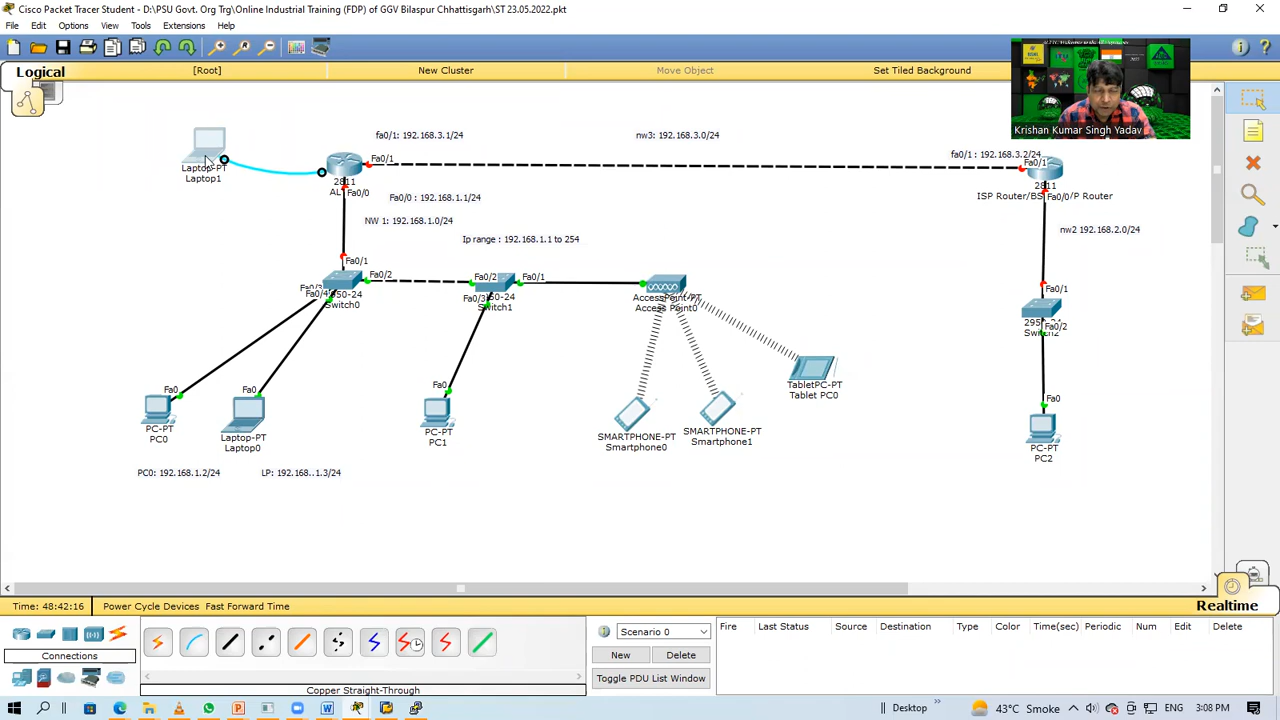 Cisco Packet Tracer Student - D:\PSU Govt. Org Trg\Online Industrial Training (FDP) of GGV Bilaspur Chhattisgarh\ST 23.05.2022.pkt
File Edit Options View Tools Extensions Help
Logical [Root] New Cluster Move Object Set Tiled Background
Krishan Kumar Singh Yadav
fa0/1: 192.168.3.1/24
nw3: 192.168.3.0/24
fa0/1 : 192.168.3.2/24
Fa0/1
Fa0/1
Laptop-PT
Laptop1
2811
Fa0/0
2811
ISP Router/BS
P Router
Fa0/0
Fa0/0 : 192.168.1.1/24
NW 1: 192.168.1.0/24
nw2 192.168.2.0/24
Ip range : 192.168.1.1 to 254
Fa0/1
Fa0/2
Fa0/2
Fa0/1
Fa0/1
Fa0/4
50-24
Switch0
Fa0/3
50-24
Switch1
AccessPoint-PT
Access Point0
Fa0/2
Fa0
Fa0
Fa0
TabletPC-PT
Tablet PC0
Fa0
PC-PT
PC0
Laptop-PT
Laptop0
PC-PT
PC1
SMARTPHONE-PT
Smartphone0
SMARTPHONE-PT
Smartphone1
PC-PT
PC2
PC0: 192.168.1.2/24
LP: 192.168..1.3/24
Time: 48:42:16 Power Cycle Devices Fast Forward Time
Realtime
Connections
Copper Straight-Through
Scenario 0
New Delete
Toggle PDU List Window
Fire Last Status Source Destination Type Color Time(sec) Periodic Num Edit Delete
Desktop 43°C Smoke ENG 3:08 PM